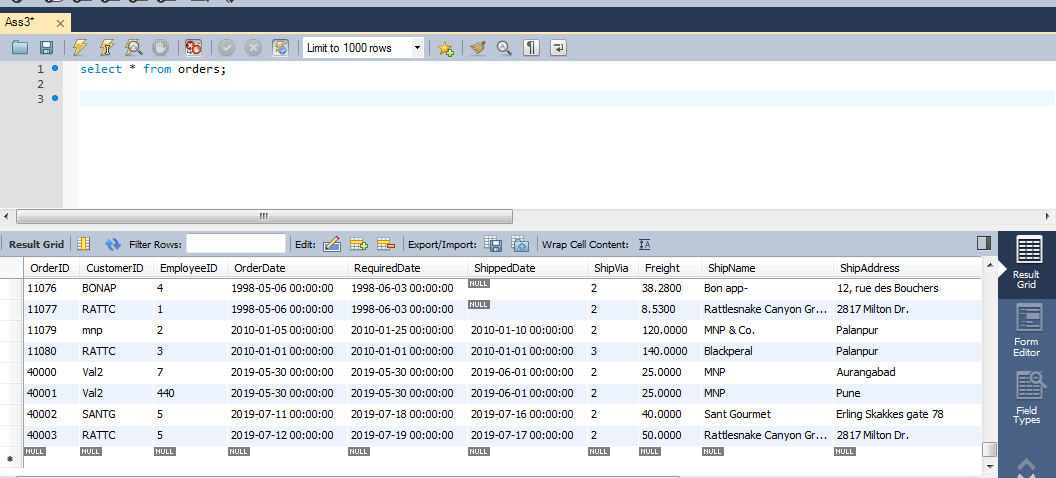 Ass3*
Limit to 1000 rows
1 select * from orders;
2
3
Result Grid Filter Rows: Edit: Export/Import: Wrap Cell Content:
OrderID CustomerID EmployeeID OrderDate RequiredDate ShippedDate ShipVia Freight ShipName ShipAddress
11076 BONAP 4 1998-05-06 00:00:00 1998-06-03 00:00:00 NULL 2 38.2800 Bon app- 12, rue des Bouchers
11077 RATTC 1 1998-05-06 00:00:00 1998-06-03 00:00:00 NULL 2 8.5300 Rattlesnake Canyon Gr... 2817 Milton Dr.
11079 mnp 2 2010-01-05 00:00:00 2010-01-25 00:00:00 2010-01-10 00:00:00 2 120.0000 MNP & Co. Palanpur
11080 RATTC 3 2010-01-01 00:00:00 2010-01-01 00:00:00 2010-01-01 00:00:00 3 140.0000 Blackperal Palanpur
40000 Val2 7 2019-05-30 00:00:00 2019-05-30 00:00:00 2019-06-01 00:00:00 2 25.0000 MNP Aurangabad
40001 Val2 440 2019-05-30 00:00:00 2019-05-30 00:00:00 2019-06-01 00:00:00 2 25.0000 MNP Pune
40002 SANTG 5 2019-07-11 00:00:00 2019-07-18 00:00:00 2019-07-16 00:00:00 2 40.0000 Sant Gourmet Erling Skakkes gate 78
40003 RATTC 5 2019-07-12 00:00:00 2019-07-19 00:00:00 2019-07-17 00:00:00 2 50.0000 Rattlesnake Canyon Gr... 2817 Milton Dr.
NULL NULL NULL NULL NULL NULL NULL NULL NULL NULL
Result
Grid
Form
Editor
Field
Types